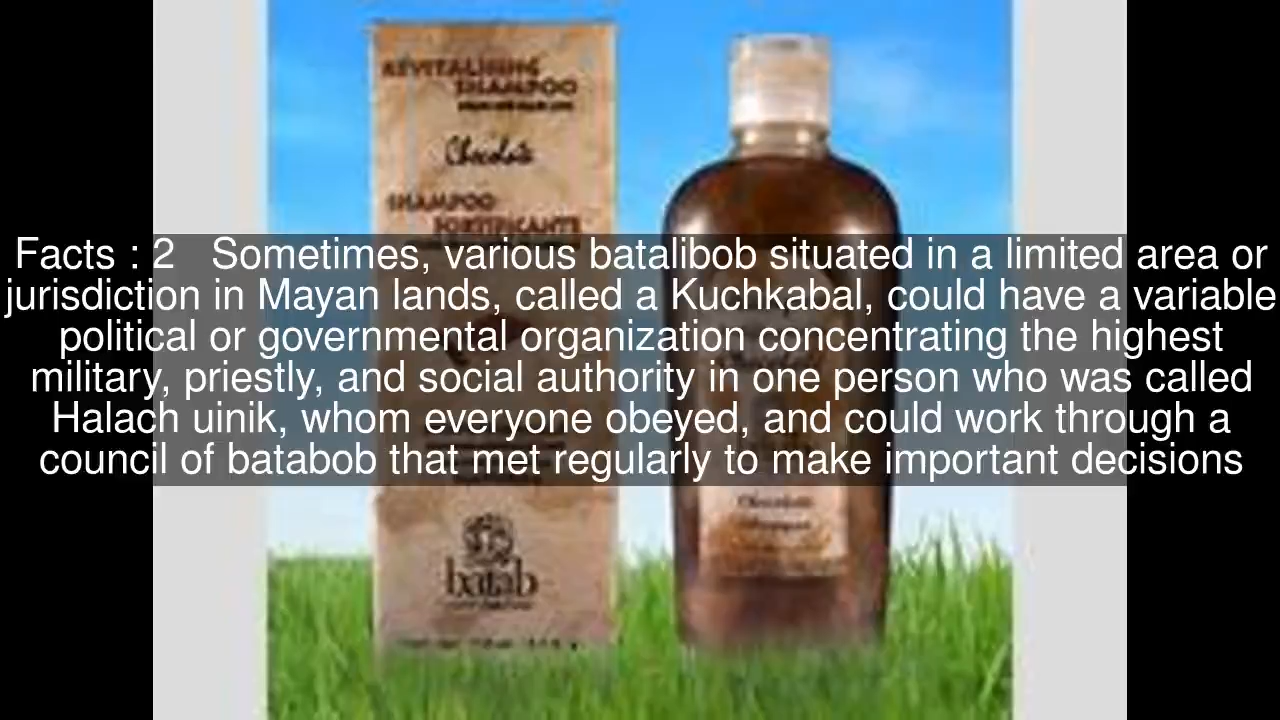 REVITALISING
SHAMPOO
Chocolate
SHAMPOO
FORTIFICANTE
Facts : 2 Sometimes, various batalibob situated in a limited area or
jurisdiction in Mayan lands, called a Kuchkabal, could have a variable
political or governmental organization concentrating the highest
military, priestly, and social authority in one person who was called
Halach uinik, whom everyone obeyed, and could work through a
council of batabob that met regularly to make important decisions
Chocolate
batab